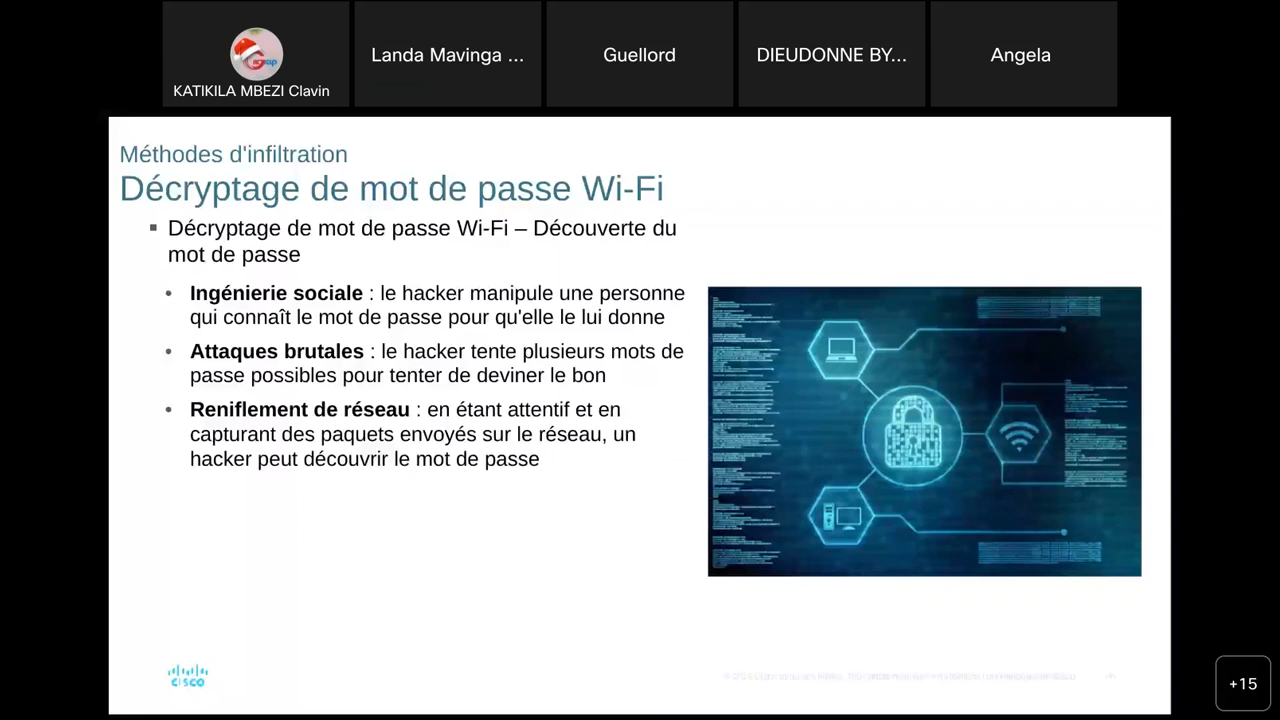 KATIKILA MBEZI Clavin
Landa Mavinga ...
Guellord
DIEUDONNE BY...
Angela
Méthodes d'infiltration
Décryptage de mot de passe Wi-Fi
▪ Décryptage de mot de passe Wi-Fi – Découverte du
mot de passe
• Ingénierie sociale : le hacker manipule une personne
qui connaît le mot de passe pour qu'elle le lui donne
• Attaques brutales : le hacker tente plusieurs mots de
passe possibles pour tenter de deviner le bon
• Reniflement de réseau : en étant attentif et en
capturant des paquets envoyés sur le réseau, un
hacker peut découvrir le mot de passe
CISCO
+15